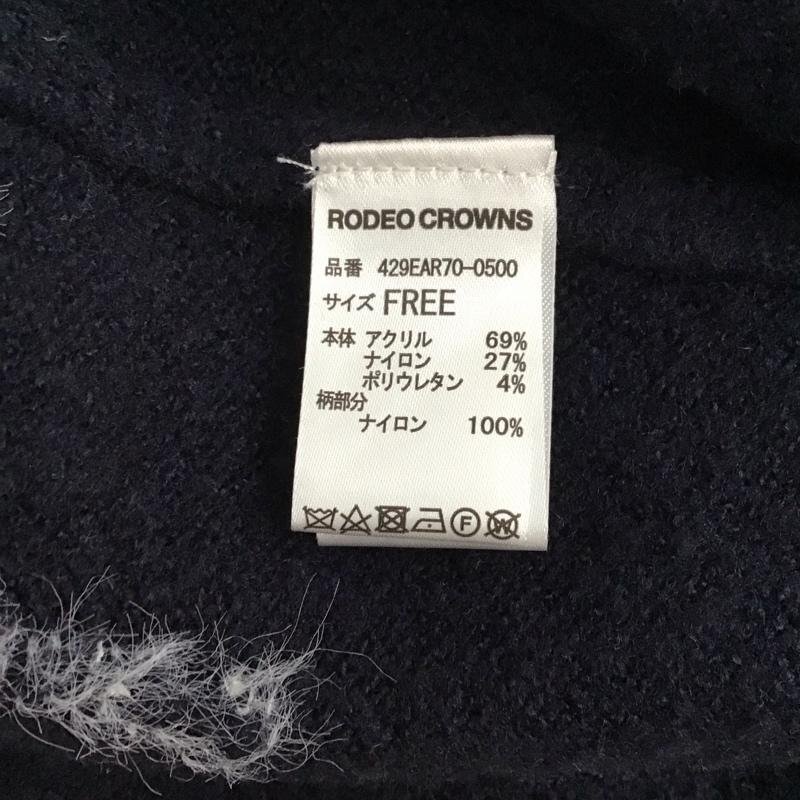 RODEO CROWNS
品番 429EAR70-0500
サイズ FREE
本体 アクリル 69%
ナイロン 27%
ポリウレタン 4%
柄部分
ナイロン 100%
F W